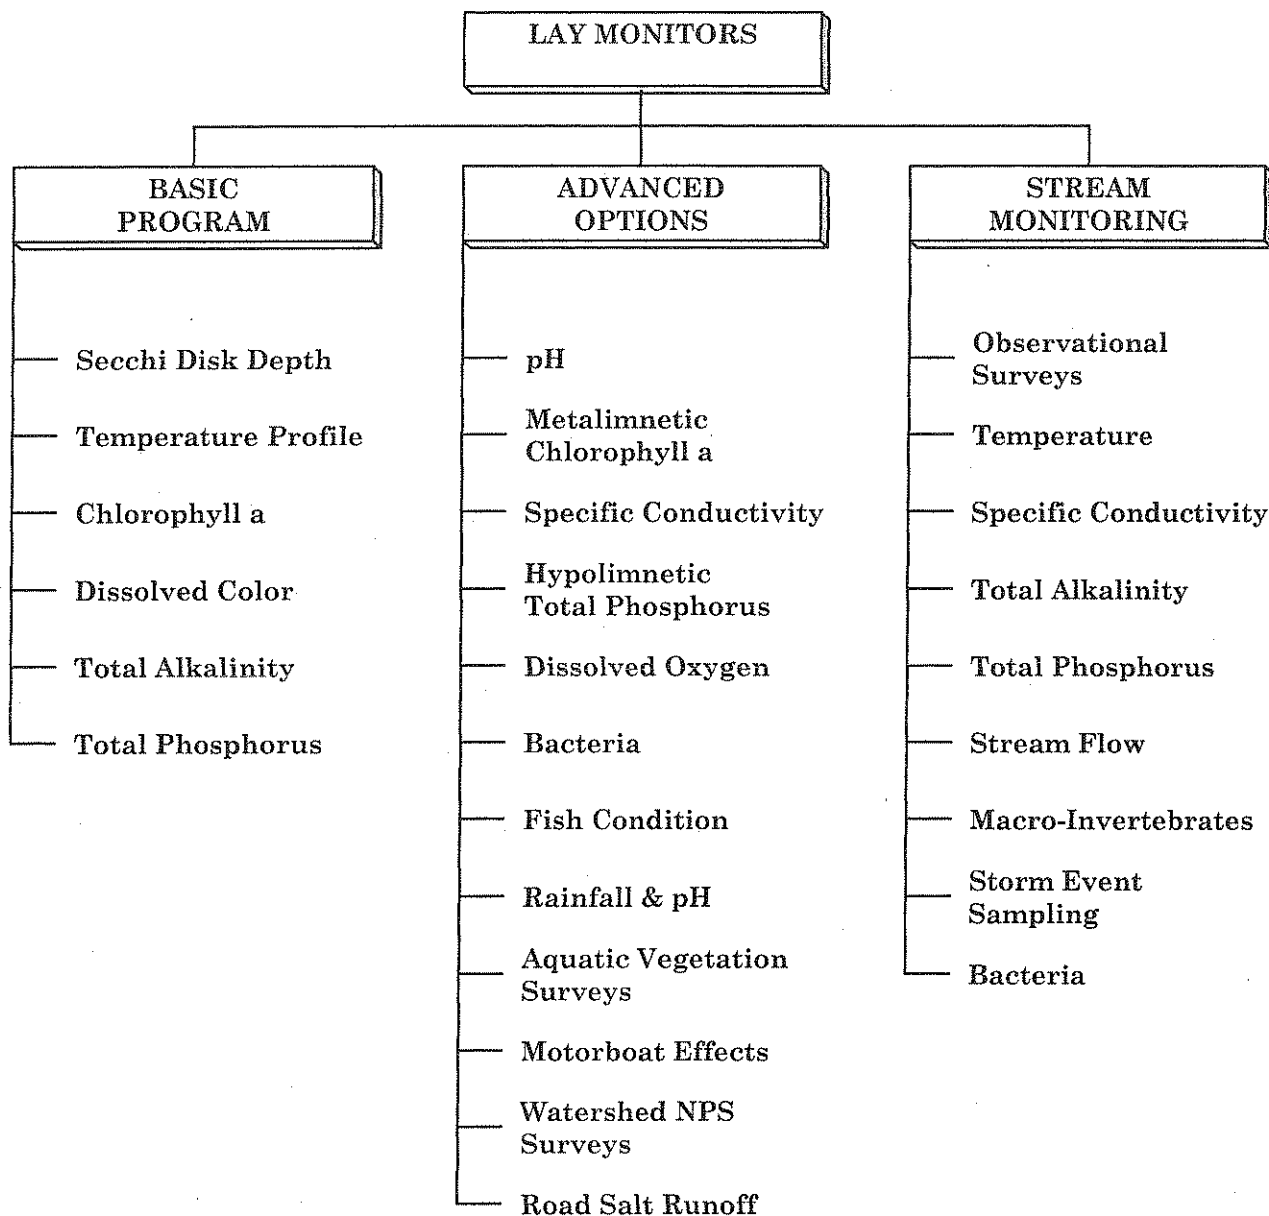 LAY MONITORS
BASIC
PROGRAM
Secchi Disk Depth
Temperature Profile
Chlorophyll a
Dissolved Color
Total Alkalinity
Total Phosphorus
ADVANCED
OPTIONS
pH
Metalimnetic
Chlorophyll a
Specific Conductivity
Hypolimnetic
Total Phosphorus
Dissolved Oxygen
Bacteria
Fish Condition
Rainfall & pH
Aquatic Vegetation
Surveys
Motorboat Effects
Watershed NPS
Surveys
Road Salt Runoff
STREAM
MONITORING
Observational
Surveys
Temperature
Specific Conductivity
Total Alkalinity
Total Phosphorus
Stream Flow
Macro-Invertebrates
Storm Event
Sampling
Bacteria